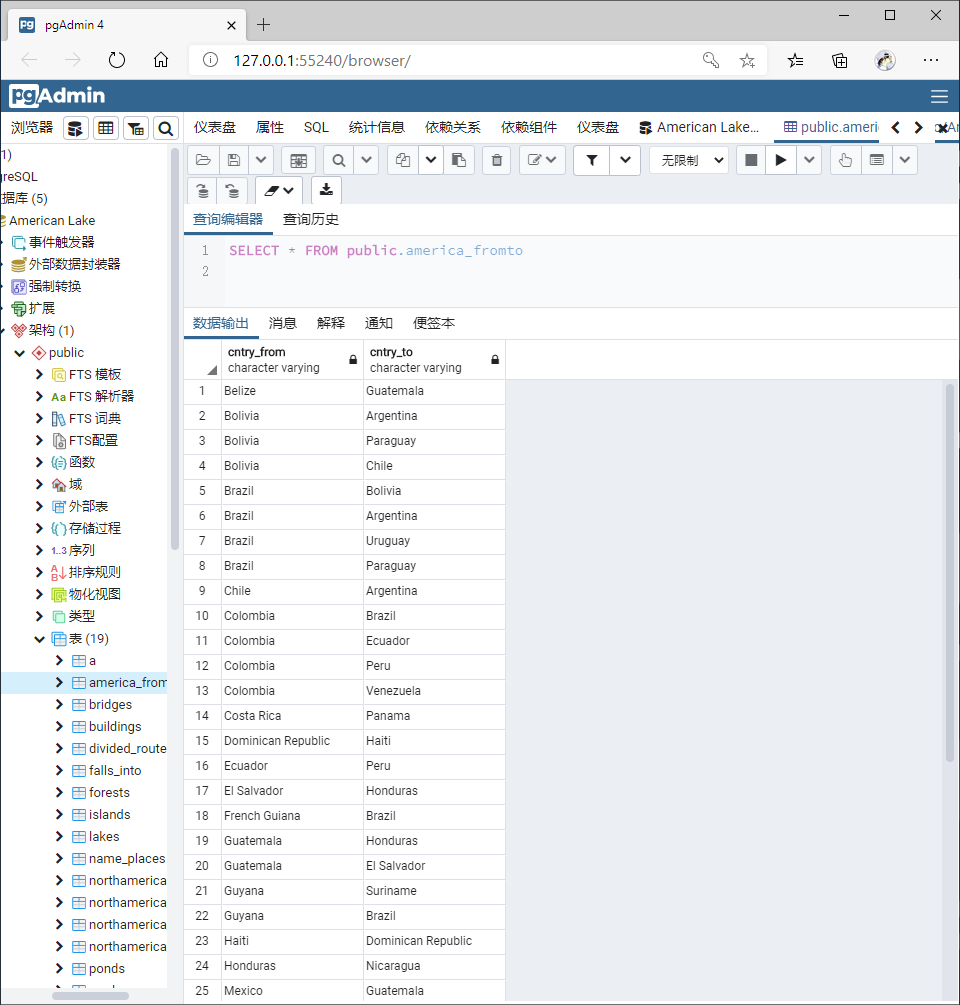 pgAdmin 4
127.0.0.1:55240/browser/
pgAdmin
浏览器
仪表盘 属性 SQL 统计信息 依赖关系 依赖组件 仪表盘 American Lake... public.ameri
1)
reSQL
据库 (5)
American Lake
事件触发器
外部数据封装器
强制转换
扩展
架构 (1)
public
FTS 模板
Aa FTS 解析器
FTS 词典
FTS配置
函数
域
外部表
存储过程
1..3 序列
排序规则
物化视图
类型
表 (19)
a
america_from
bridges
buildings
divided_route
falls_into
forests
islands
lakes
name_places
northamerica
northamerica
northamerica
northamerica
ponds
无限制
查询编辑器 查询历史
1 SELECT * FROM public.america_fromto
2
数据输出 消息 解释 通知 便签本
cntry_from cntry_to
character varying character varying
1 Belize Guatemala
2 Bolivia Argentina
3 Bolivia Paraguay
4 Bolivia Chile
5 Brazil Bolivia
6 Brazil Argentina
7 Brazil Uruguay
8 Brazil Paraguay
9 Chile Argentina
10 Colombia Brazil
11 Colombia Ecuador
12 Colombia Peru
13 Colombia Venezuela
14 Costa Rica Panama
15 Dominican Republic Haiti
16 Ecuador Peru
17 El Salvador Honduras
18 French Guiana Brazil
19 Guatemala Honduras
20 Guatemala El Salvador
21 Guyana Suriname
22 Guyana Brazil
23 Haiti Dominican Republic
24 Honduras Nicaragua
25 Mexico Guatemala